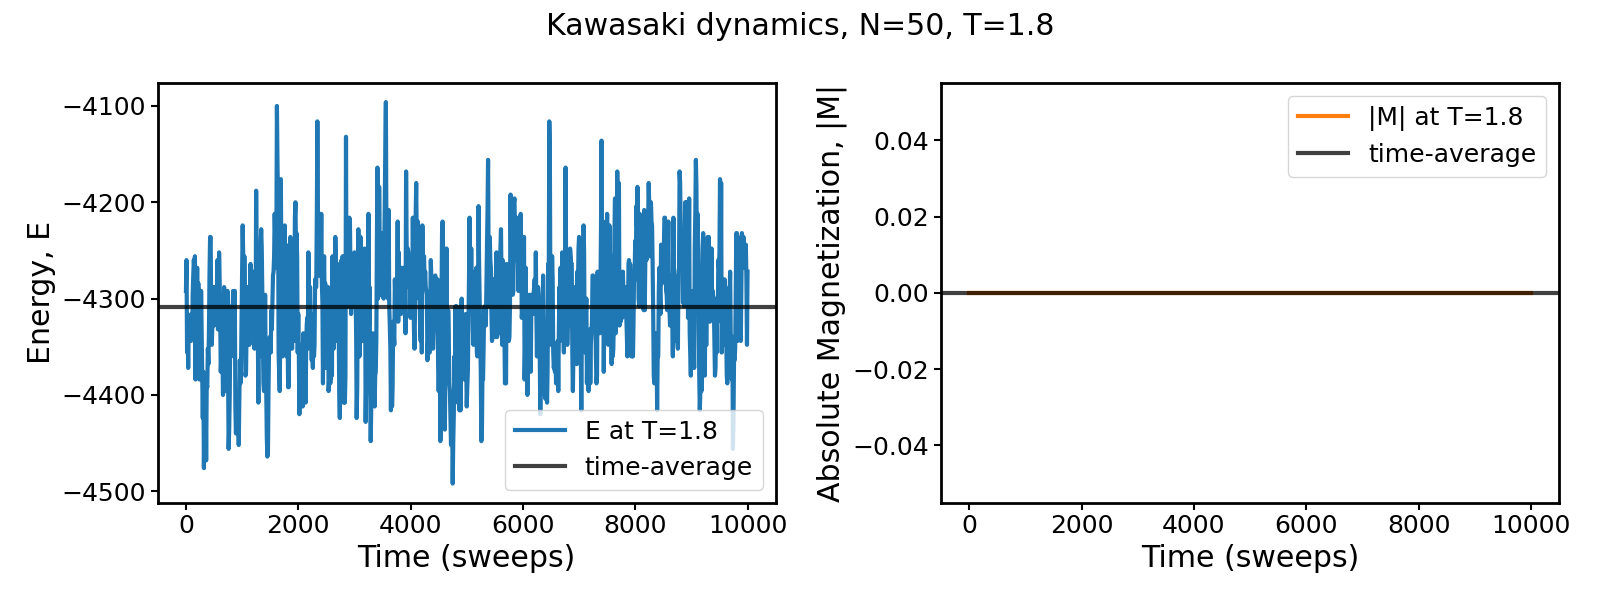 Kawasaki dynamics, N=50, T=1.8
Energy, E
−4100
−4200
−4300
−4400
−4500
E at T=1.8
time-average
0 2000 4000 6000 8000 10000
Time (sweeps)
Absolute Magnetization, |M|
0.04
0.02
0.00
−0.02
−0.04
|M| at T=1.8
time-average
0 2000 4000 6000 8000 10000
Time (sweeps)